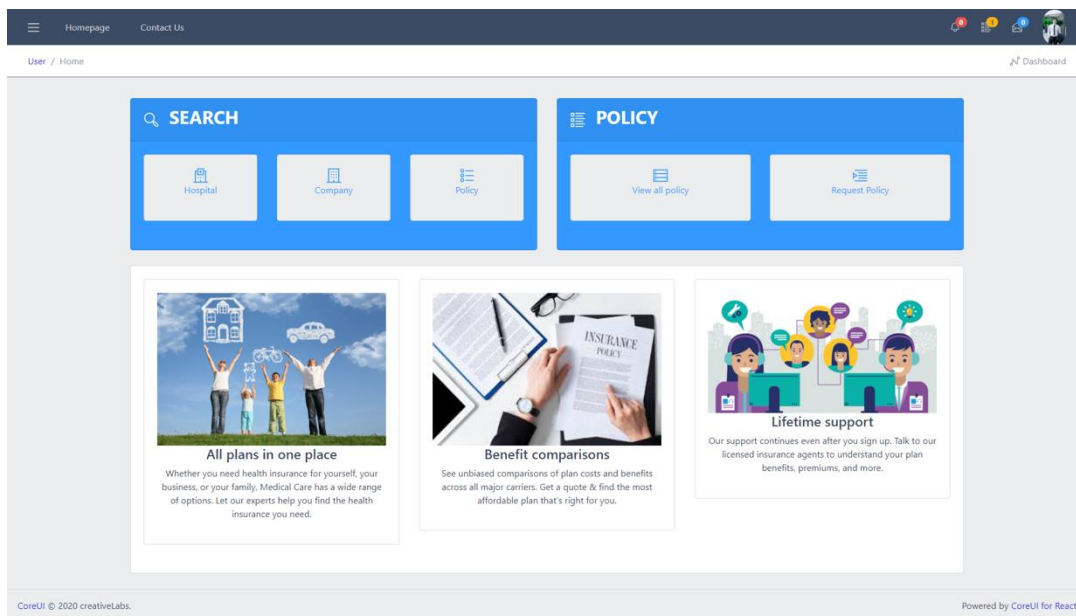 Homepage Contact Us
User / Home
Dashboard
SEARCH
Hospital
Company
Policy
POLICY
View all policy
Request Policy
INSURANCE
POLICY
All plans in one place
Whether you need health insurance for yourself, your
business, or your family, Medical Care has a wide range
of options. Let our experts help you find the health
insurance you need.
Benefit comparisons
See unbiased comparisons of plan costs and benefits
across all major carriers. Get a quote & find the most
affordable plan that's right for you.
Lifetime support
Our support continues even after you sign up. Talk to our
licensed insurance agents to understand your plan
benefits, premiums, and more.
CoreUI © 2020 creativeLabs.
Powered by CoreUI for React